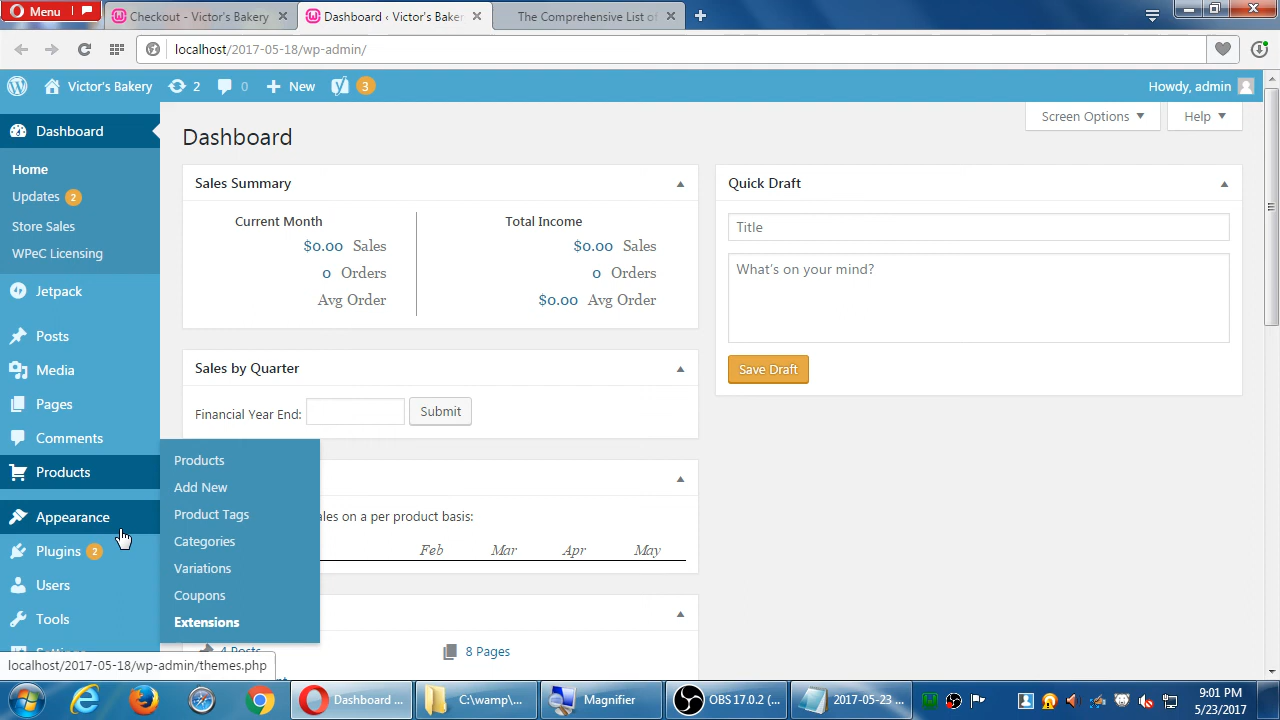 Menu
Checkout - Victor's Bakery
Dashboard ‹ Victor's Baker
The Comprehensive List of
localhost/2017-05-18/wp-admin/
Victor's Bakery
2
0
New
3
Howdy, admin
Dashboard
Home
Updates 2
Store Sales
WPeC Licensing
Jetpack
Posts
Media
Pages
Comments
Products
Appearance
Plugins 2
Users
Tools
Products
Add New
Product Tags
Categories
Variations
Coupons
Extensions
localhost/2017-05-18/wp-admin/themes.php
Dashboard
Screen Options
Help
Sales Summary
Current Month
Total Income
$0.00 Sales
$0.00 Sales
0 Orders
0 Orders
Avg Order
$0.00 Avg Order
Sales by Quarter
Financial Year End:
Submit
ales on a per product basis:
Feb Mar Apr May
4 Posts
8 Pages
Quick Draft
Title
What's on your mind?
Save Draft
Dashboard ...
C:\wamp\...
Magnifier
OBS 17.0.2 (...
2017-05-23 ...
9:01 PM
5/23/2017